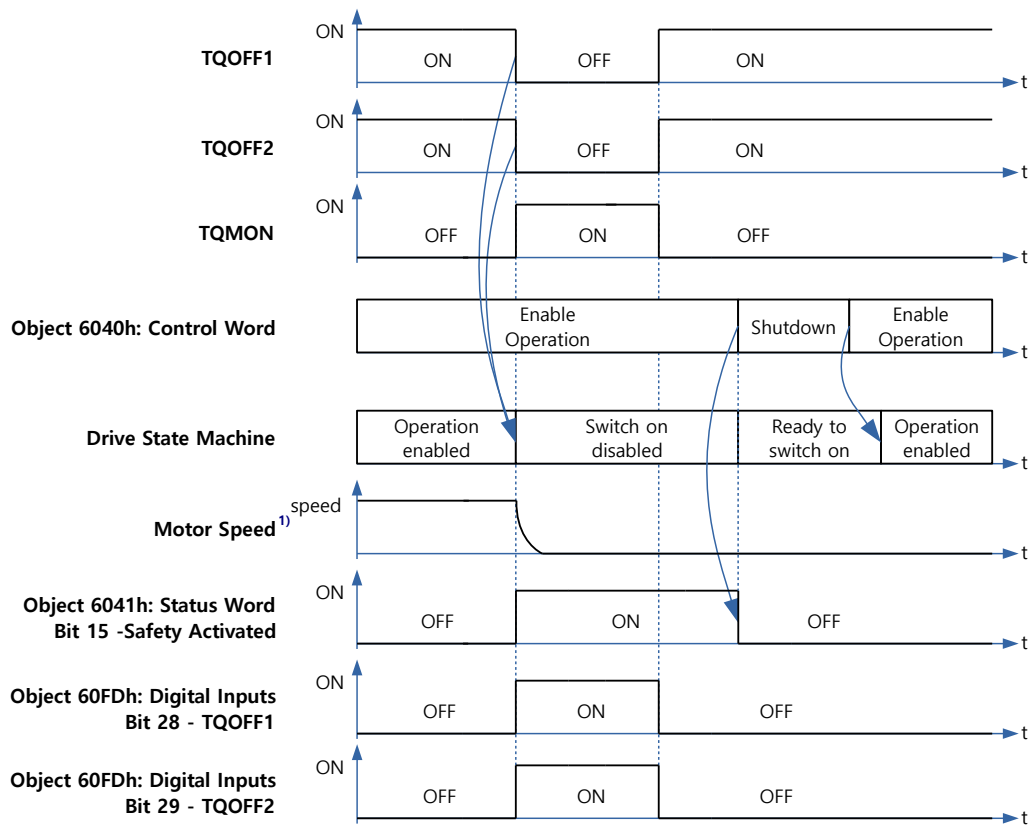 ON
TQOFF1
ON OFF ON
t
ON
TQOFF2
ON OFF ON
t
ON
TQMON
OFF ON OFF
t
Object 6040h: Control Word
Enable
Operation
Shutdown
Enable
Operation
t
Drive State Machine
Operation
enabled
Switch on
disabled
Ready to
switch on
Operation
enabled
t
speed
Motor Speed 1)
t
ON
Object 6041h: Status Word
Bit 15 -Safety Activated
OFF ON OFF
t
ON
Object 60FDh: Digital Inputs
Bit 28 - TQOFF1
OFF ON OFF
t
ON
Object 60FDh: Digital Inputs
Bit 29 - TQOFF2
OFF ON OFF
t